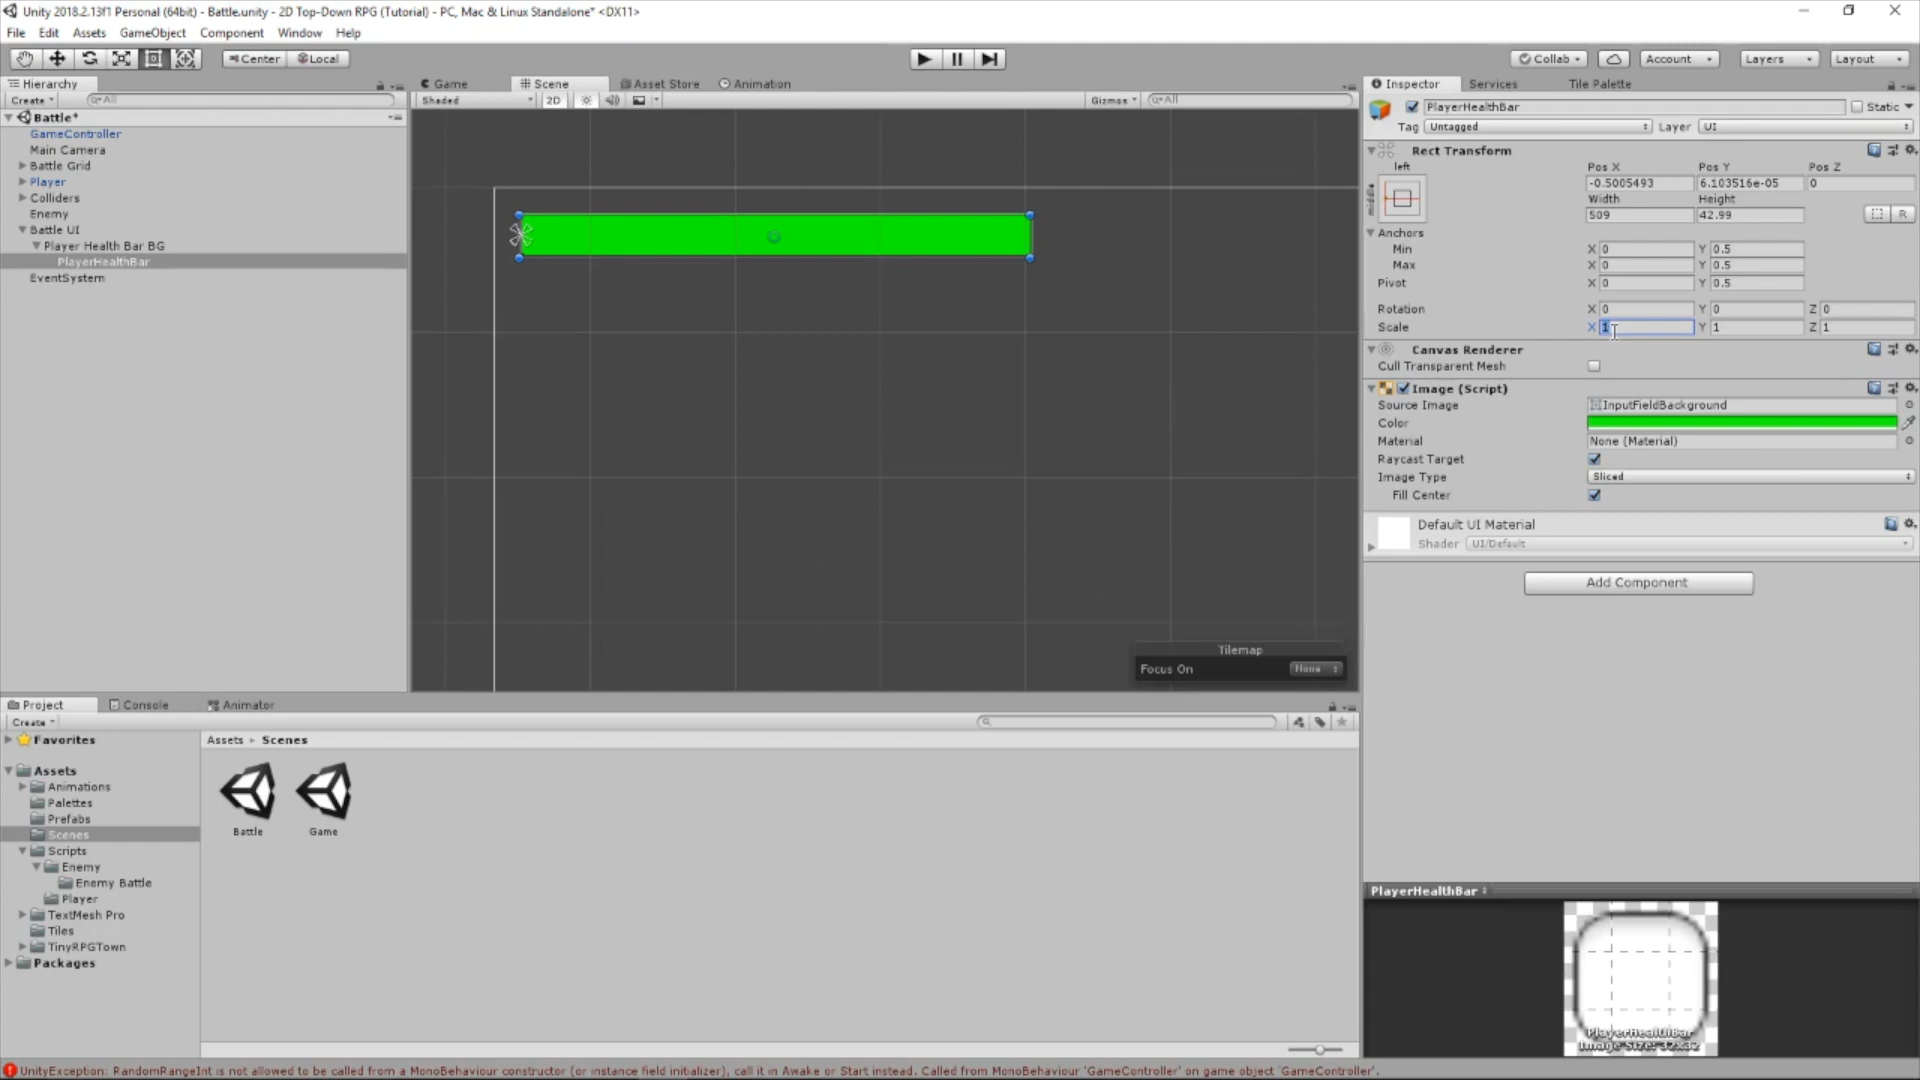 Unity 2018.2.13f1 Personal (64bit) - Battle.unity - 2D Top-Down RPG (Tutorial) - PC, Mac & Linux Standalone* <DX11>
File Edit Assets GameObject Component Window Help
Center Local Collab Account Layers Layout
Hierarchy
Create All
Battle*
GameController
Main Camera
Battle Grid
Player
Colliders
Enemy
Battle UI
Player Health Bar BG
PlayerHealthBar
EventSystem
Game Scene Asset Store Animation
Shaded 2D Gizmos All
Tilemap
Focus On None
Inspector Services Tile Palette
PlayerHealthBar Static
Tag Untagged Layer UI
Rect Transform
left
middle
Pos X Pos Y Pos Z
-0.5005493 6.103516e-05 0
Width Height
509 42.99
R
Anchors
Min X 0 Y 0.5
Max X 0 Y 0.5
Pivot X 0 Y 0.5
Rotation X 0 Y 0 Z 0
Scale X 1 Y 1 Z 1
Canvas Renderer
Cull Transparent Mesh
Image (Script)
Source Image InputFieldBackground
Color
Material None (Material)
Raycast Target
Image Type Sliced
Fill Center
Default UI Material
Shader UI/Default
Add Component
Project Console Animator
Create
Favorites
Assets
Animations
Palettes
Prefabs
Scenes
Scripts
Enemy
Enemy Battle
Player
TextMesh Pro
Tiles
TinyRPGTown
Packages
Assets Scenes
Battle Game
PlayerHealthBar
PlayerHealthBar
Image Size: 32x32
UnityException: RandomRangeInt is not allowed to be called from a MonoBehaviour constructor (or instance field initializer), call it in Awake or Start instead. Called from MonoBehaviour 'GameController' on game object 'GameController'.